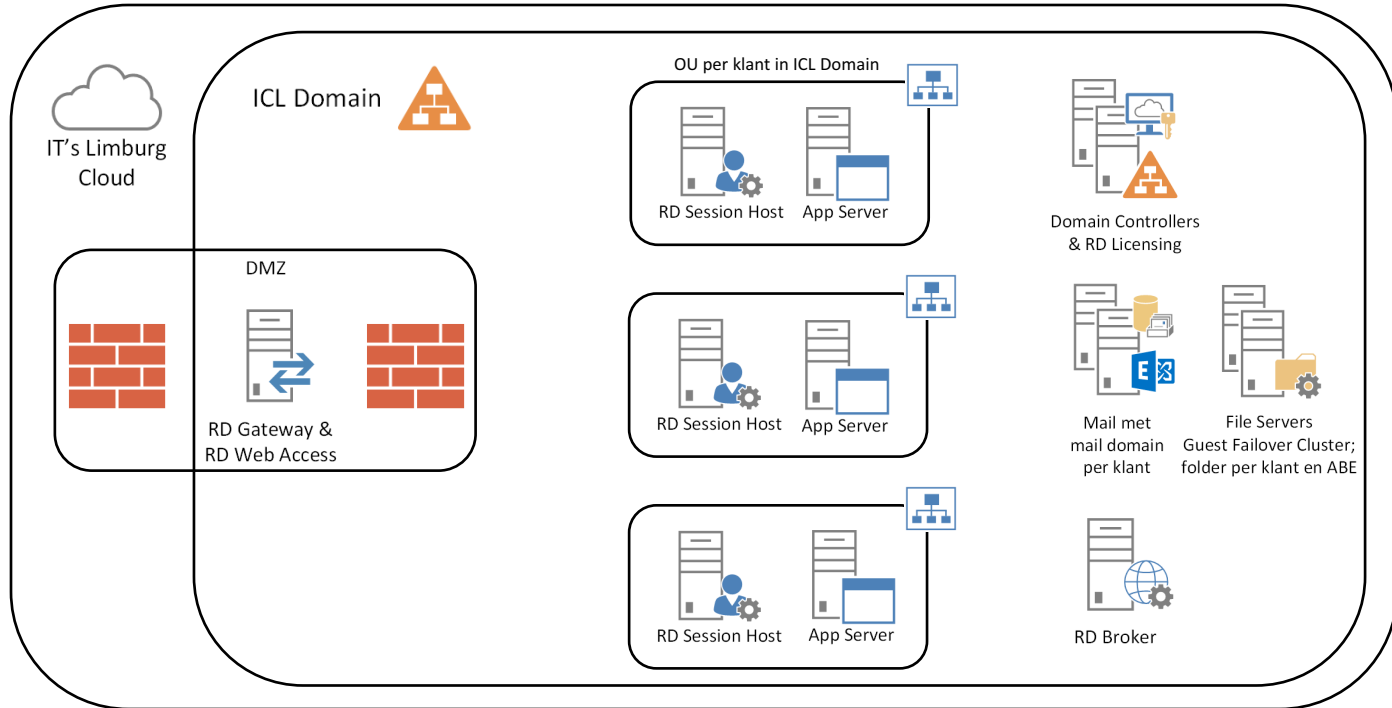 IT's Limburg
Cloud
ICL Domain
OU per klant in ICL Domain
RD Session Host
App Server
Domain Controllers
& RD Licensing
DMZ
RD Gateway &
RD Web Access
RD Session Host
App Server
Mail met
mail domain
per klant
File Servers
Guest Failover Cluster;
folder per klant en ABE
RD Session Host
App Server
RD Broker